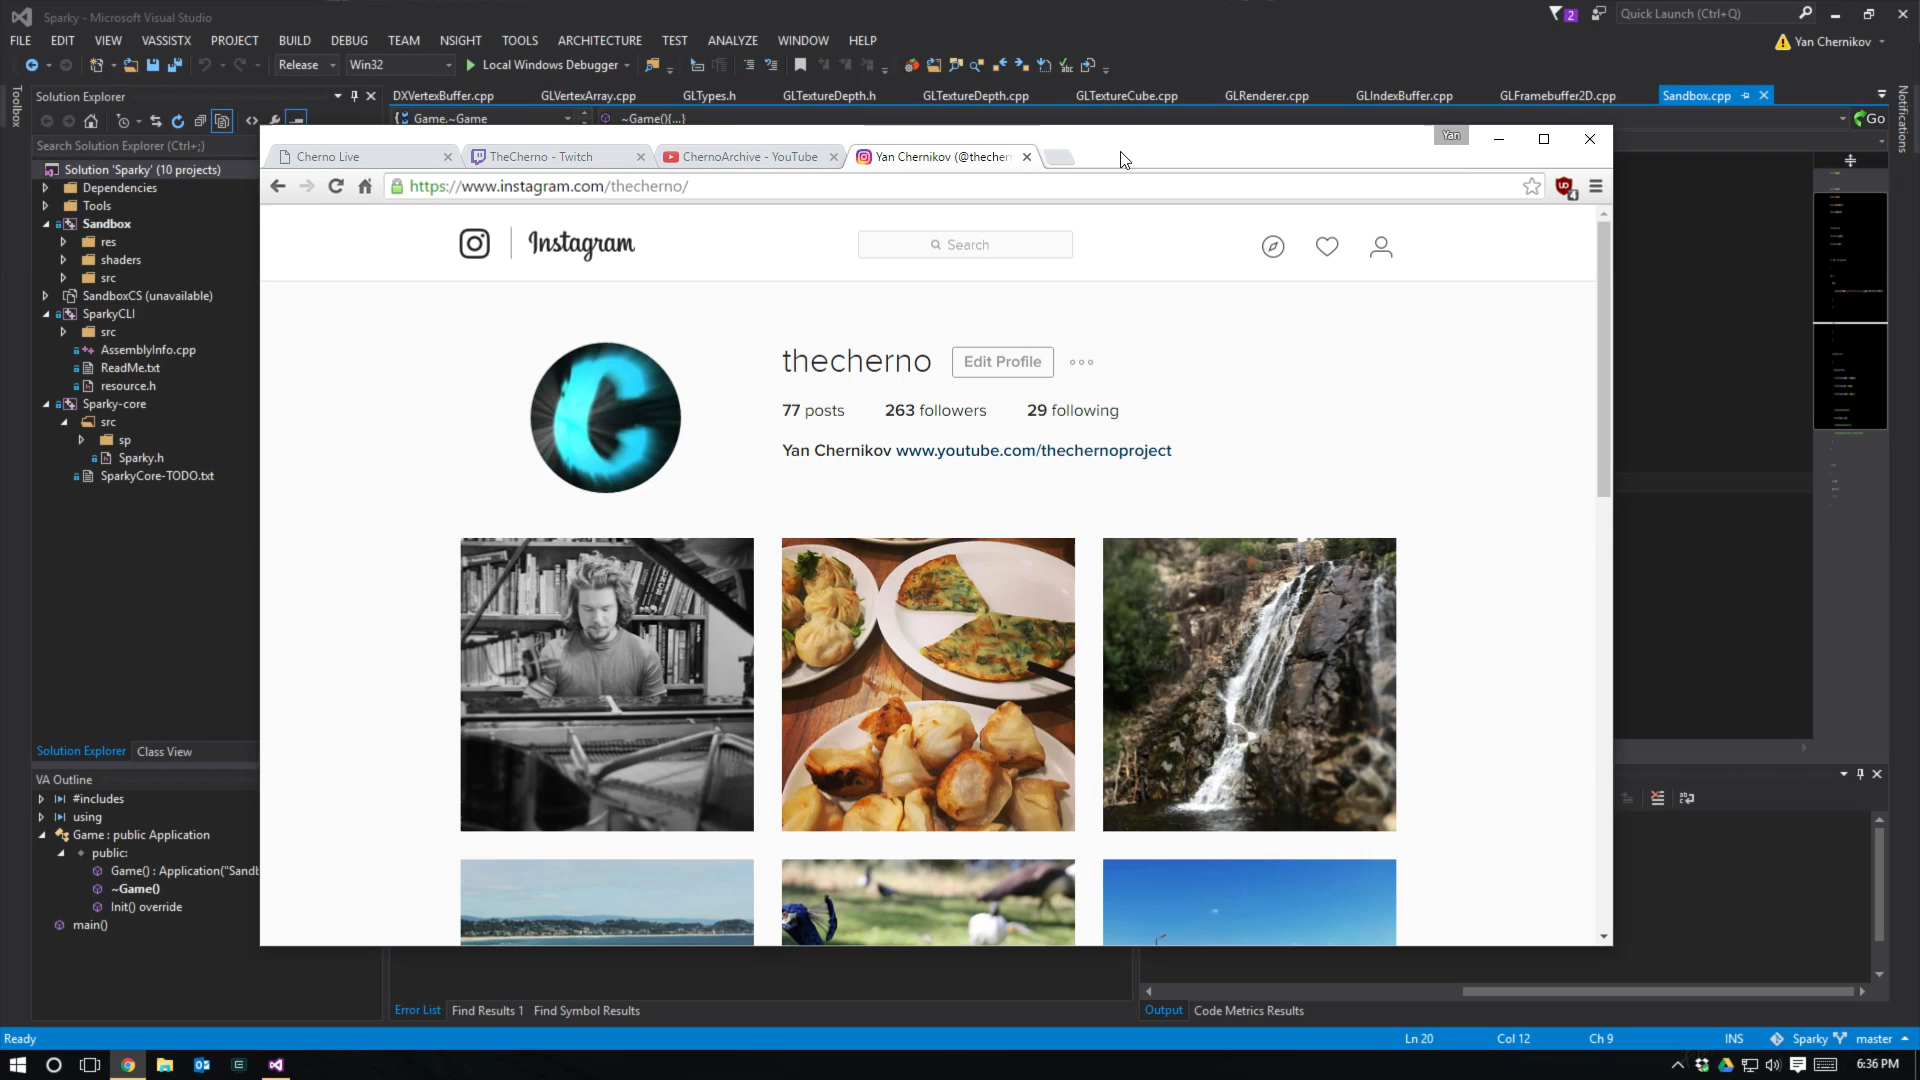 Sparky - Microsoft Visual Studio
2
Quick Launch (Ctrl+Q)
FILE EDIT VIEW VASSISTX PROJECT BUILD DEBUG TEAM NSIGHT TOOLS ARCHITECTURE TEST ANALYZE WINDOW HELP
Yan Chernikov
Release Win32 Local Windows Debugger
Toolbox
Solution Explorer
DXVertexBuffer.cpp GLVertexArray.cpp GLTypes.h GLTextureDepth.h GLTextureDepth.cpp GLTextureCube.cpp GLRenderer.cpp GLIndexBuffer.cpp GLFramebuffer2D.cpp Sandbox.cpp
Notifications
Game.~Game ~Game(){...} Go
Search Solution Explorer (Ctrl+;)
Solution 'Sparky' (10 projects)
Dependencies
Tools
Sandbox
res
shaders
src
SandboxCS (unavailable)
SparkyCLI
src
AssemblyInfo.cpp
ReadMe.txt
resource.h
Sparky-core
src
sp
Sparky.h
SparkyCore-TODO.txt
Solution Explorer Class View
VA Outline
#includes
using
Game : public Application
public:
Game() : Application("Sandb
~Game()
Init() override
main()
Yan
Cherno Live TheCherno - Twitch ChernoArchive - YouTube Yan Chernikov (@thechern
https://www.instagram.com/thecherno/
4
Instagram
Search
thecherno Edit Profile
77 posts 263 followers 29 following
Yan Chernikov www.youtube.com/thechernoproject
Error List Find Results 1 Find Symbol Results
Output Code Metrics Results
Ready
Ln 20 Col 12 Ch 9 INS Sparky master
6:36 PM